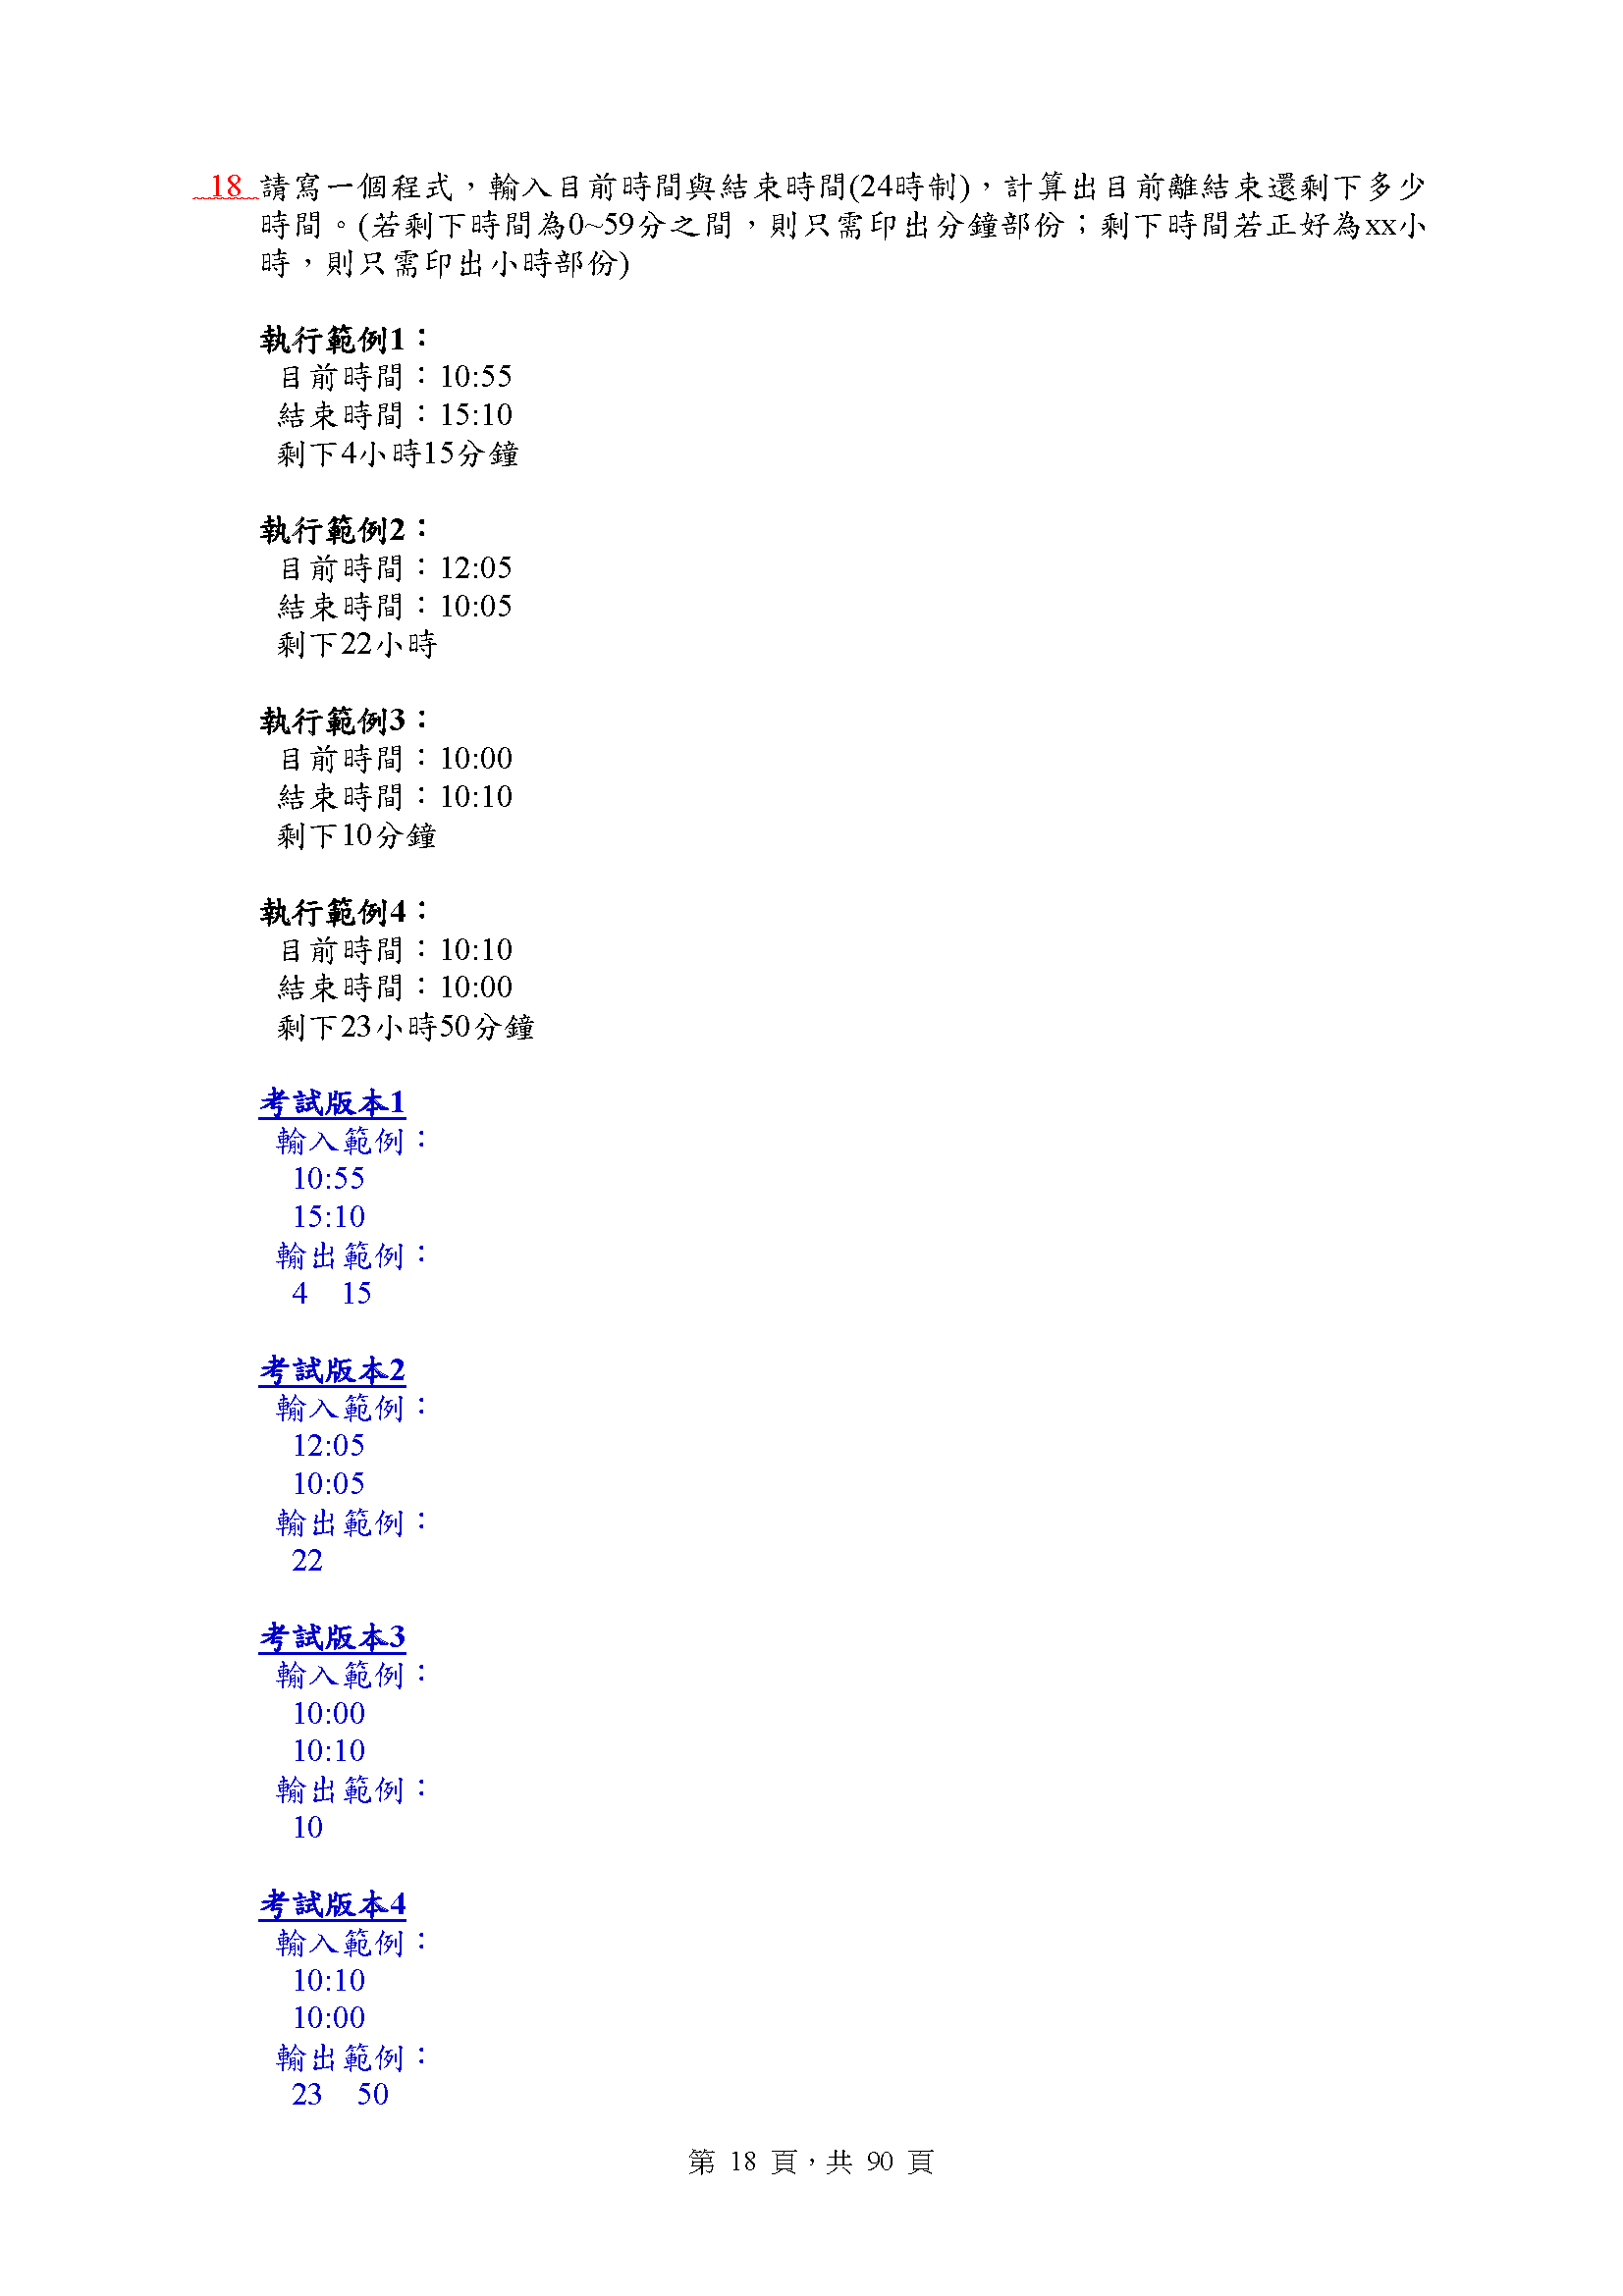 18 請寫一個程式，輸入目前時間與結束時間(24時制)，計算出目前離結束還剩下多少
時間。(若剩下時間為0~59分之間，則只需印出分鐘部份；剩下時間若正好為xx小
時，則只需印出小時部份)
執行範例1：
目前時間：10:55
結束時間：15:10
剩下4小時15分鐘
執行範例2：
目前時間：12:05
結束時間：10:05
剩下22小時
執行範例3：
目前時間：10:00
結束時間：10:10
剩下10分鐘
執行範例4：
目前時間：10:10
結束時間：10:00
剩下23小時50分鐘
考試版本1
輸入範例：
10:55
15:10
輸出範例：
4 15
考試版本2
輸入範例：
12:05
10:05
輸出範例：
22
考試版本3
輸入範例：
10:00
10:10
輸出範例：
10
考試版本4
輸入範例：
10:10
10:00
輸出範例：
23 50
第 18 頁，共 90 頁